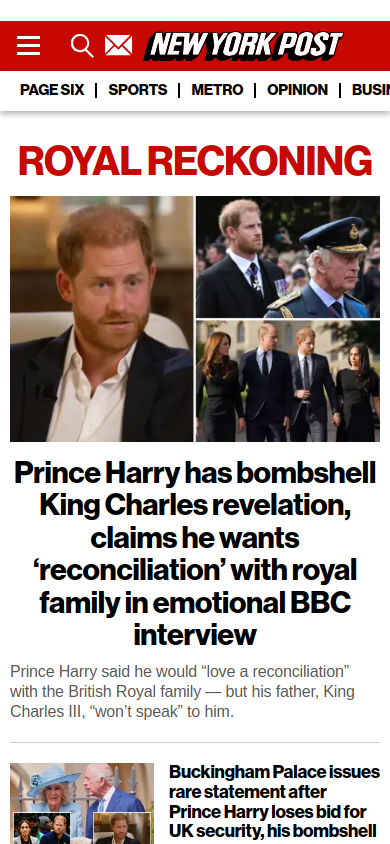 NEW YORK POST
PAGE SIX | SPORTS | METRO | OPINION | BUSI
ROYAL RECKONING
Prince Harry has bombshell
King Charles revelation,
claims he wants
‘reconciliation’ with royal
family in emotional BBC
interview
Prince Harry said he would “love a reconciliation”
with the British Royal family — but his father, King
Charles III, “won’t speak” to him.
Buckingham Palace issues
rare statement after
Prince Harry loses bid for
UK security, his bombshell